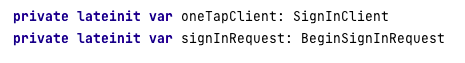 private lateinit var oneTapClient: SignInClient
private lateinit var signInRequest: BeginSignInRequest